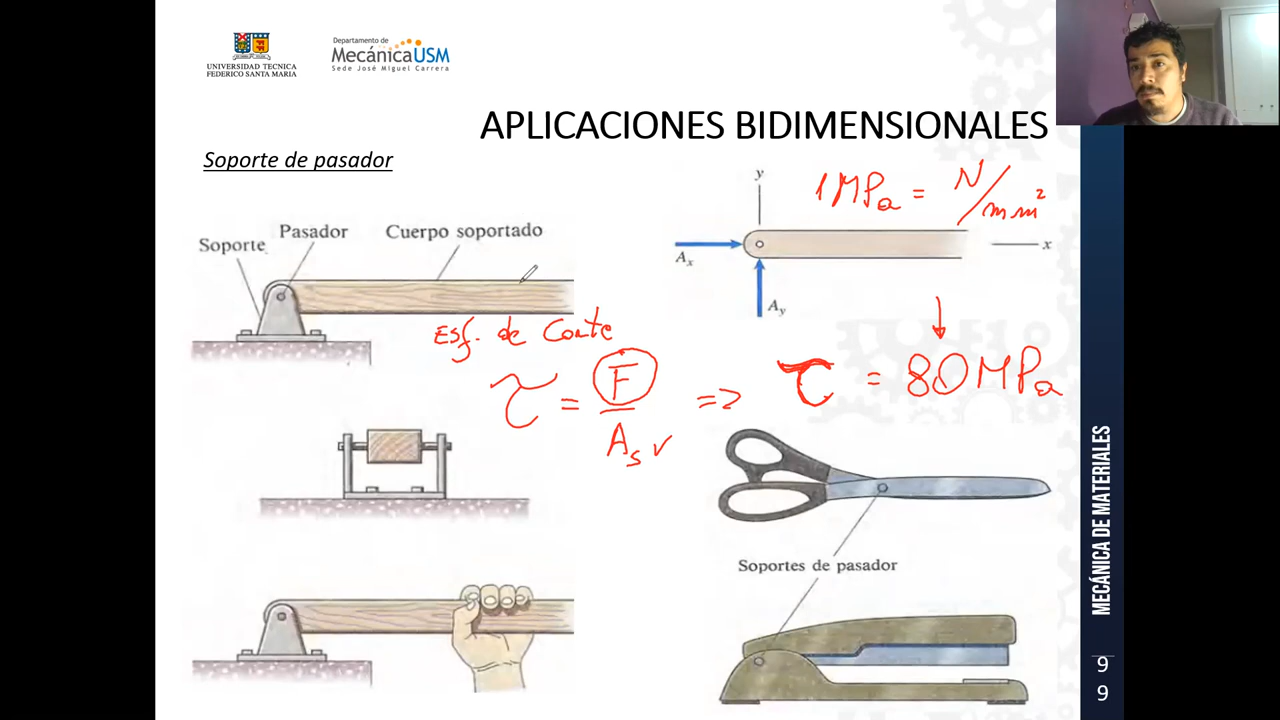 UNIVERSIDAD TECNICA
FEDERICO SANTA MARIA
Departamento de
MecánicaUSM
Sede José Miguel Carrera
APLICACIONES BIDIMENSIONALES
Soporte de pasador
Soporte
Pasador
Cuerpo soportado
y
1MPa = N/mm²
x
Ax
Ay
Esf. de Corte
τ = F/As ✓ => τ = 80MPa
Soportes de pasador
MECÁNICA DE MATERIALES
9
9